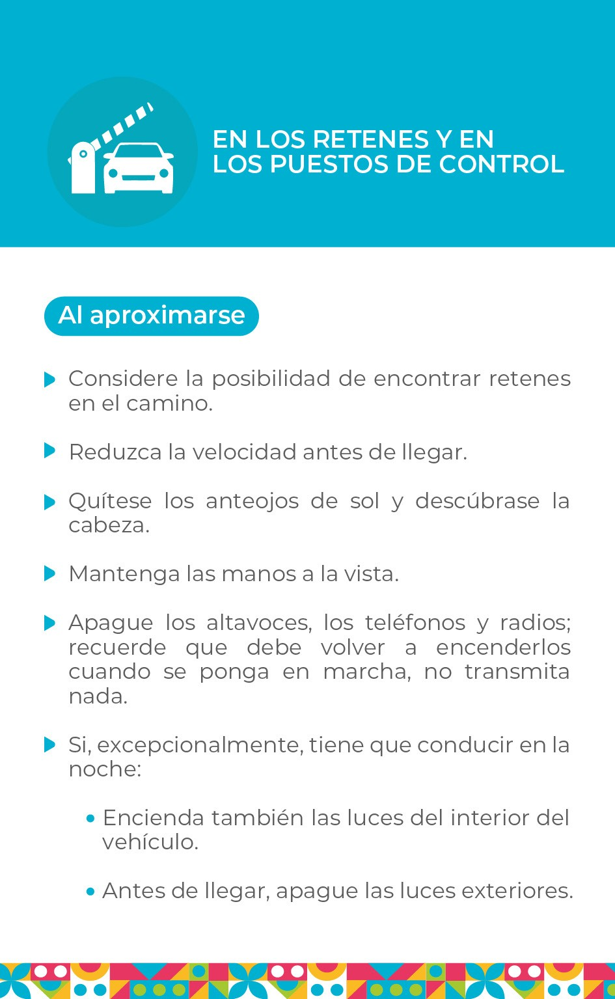 EN LOS RETENES Y EN
LOS PUESTOS DE CONTROL
Al aproximarse
Considere la posibilidad de encontrar retenes
en el camino.
Reduzca la velocidad antes de llegar.
Quítese los anteojos de sol y descúbrase la
cabeza.
Mantenga las manos a la vista.
Apague los altavoces, los teléfonos y radios;
recuerde que debe volver a encenderlos
cuando se ponga en marcha, no transmita
nada.
Si, excepcionalmente, tiene que conducir en la
noche:
• Encienda también las luces del interior del
vehículo.
• Antes de llegar, apague las luces exteriores.